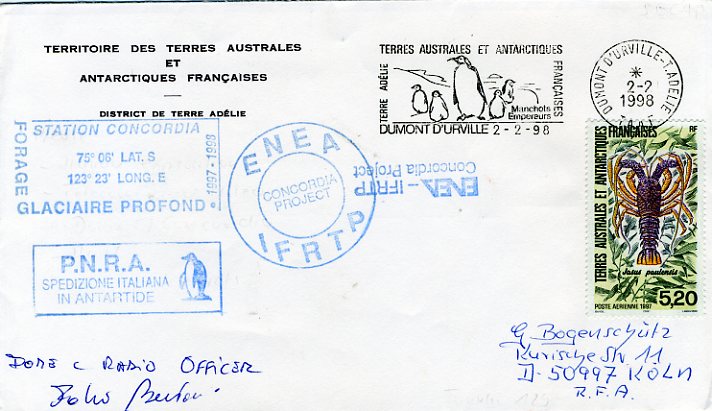 TERRITOIRE DES TERRES AUSTRALES
ET
ANTARCTIQUES FRANÇAISES
DISTRICT DE TERRE ADÉLIE
TERRES AUSTRALES ET ANTARCTIQUES
FRANÇAISES
TERRE ADÉLIE
Manchots
Empereurs
DUMONT D'URVILLE 2-2-98
DUMONT D'URVILLE-T.ADELIE
*
2-2
1998
T.A.A.F.
STATION CONCORDIA
75° 06' LAT. S
123° 23' LONG. E
FORAGE
GLACIAIRE PROFOND
1997-1998
ENEA
CONCORDIA
PROJECT
IFRTP
ENEA - IFRTP
Concordia Project
P.N.R.A.
SPEDIZIONE ITALIANA
IN ANTARTIDE
TERRES AUSTRALES ET ANTARCTIQUES
FRANÇAISES
RF
Jasus paulensis
POSTE AERIENNE 1997
5,20
DOME C RADIO OFFICER
G. Bogenschütz
Kurische Str. 11
D-50997 KÖLN
R.F.A.